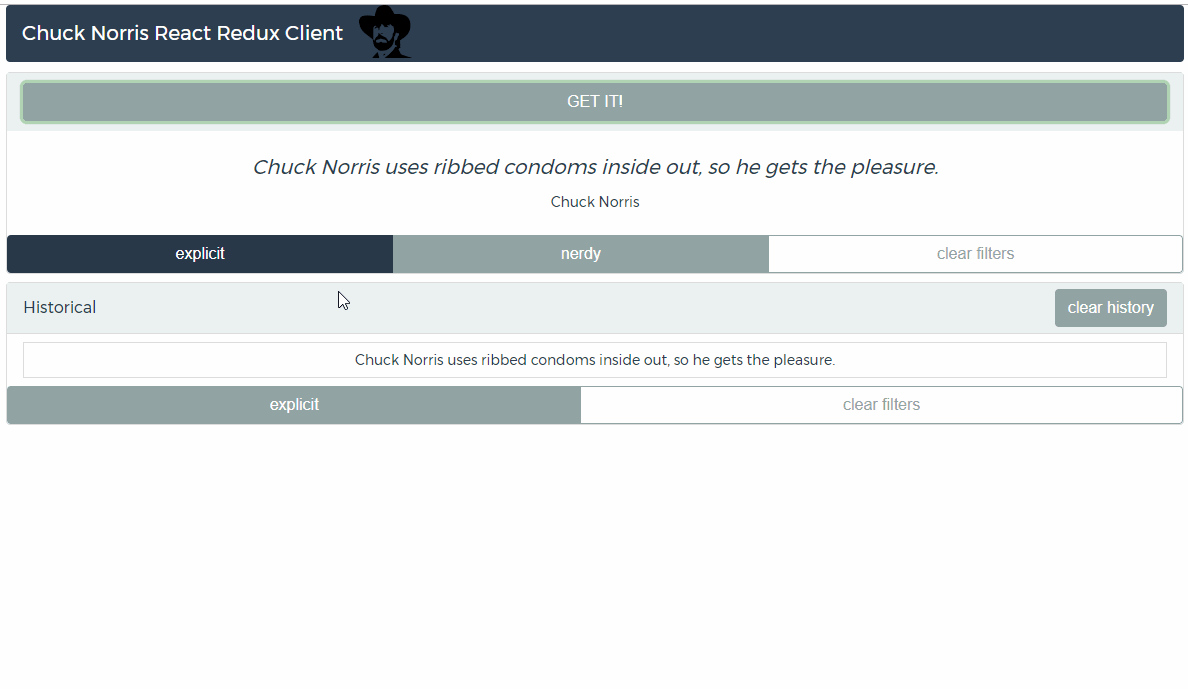 Chuck Norris React Redux Client
GET IT!
Chuck Norris uses ribbed condoms inside out, so he gets the pleasure.
Chuck Norris
explicit nerdy clear filters
Historical clear history
Chuck Norris uses ribbed condoms inside out, so he gets the pleasure.
explicit clear filters